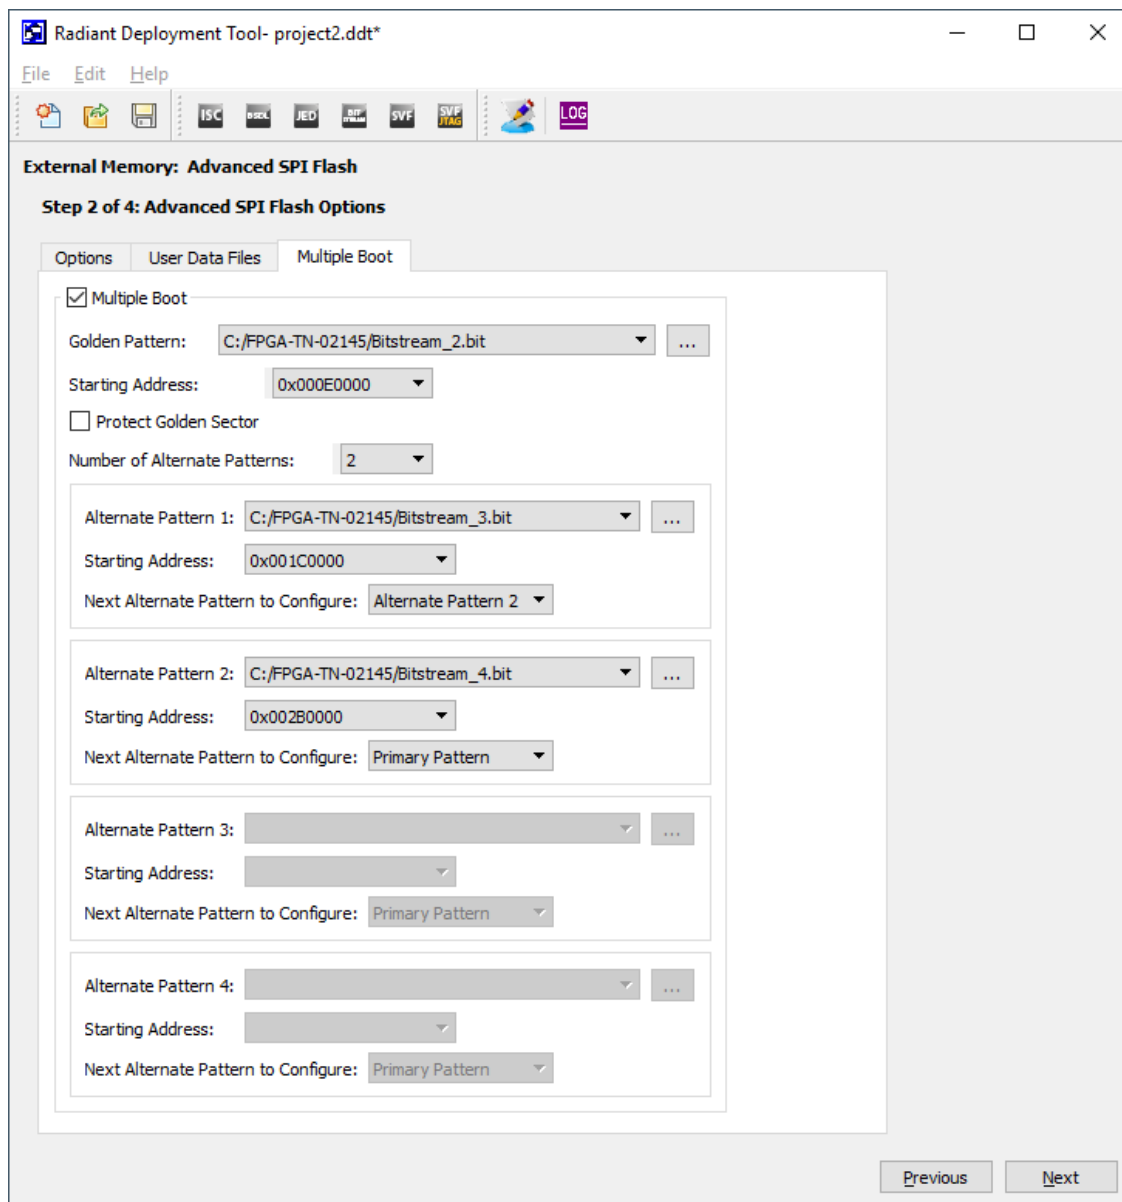 Radiant Deployment Tool- project2.ddt*
File Edit Help
ISC BSDL JED BIT STREAM SVF SVF JTAG LOG
External Memory: Advanced SPI Flash
Step 2 of 4: Advanced SPI Flash Options
Options User Data Files Multiple Boot
Multiple Boot
Golden Pattern: C:/FPGA-TN-02145/Bitstream_2.bit ...
Starting Address: 0x000E0000
Protect Golden Sector
Number of Alternate Patterns: 2
Alternate Pattern 1: C:/FPGA-TN-02145/Bitstream_3.bit ...
Starting Address: 0x001C0000
Next Alternate Pattern to Configure: Alternate Pattern 2
Alternate Pattern 2: C:/FPGA-TN-02145/Bitstream_4.bit ...
Starting Address: 0x002B0000
Next Alternate Pattern to Configure: Primary Pattern
Alternate Pattern 3: ...
Starting Address:
Next Alternate Pattern to Configure: Primary Pattern
Alternate Pattern 4: ...
Starting Address:
Next Alternate Pattern to Configure: Primary Pattern
Previous Next